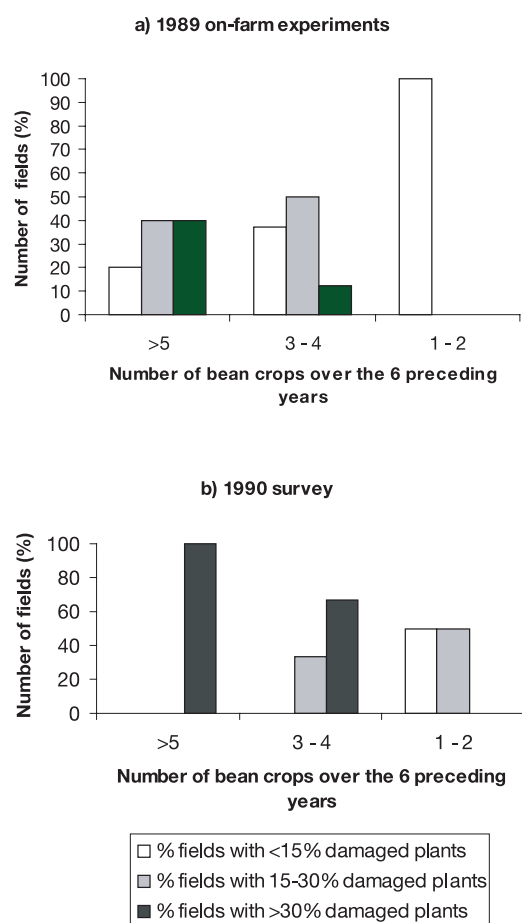 a) 1989 on-farm experiments
Number of fields (%)
100
90
80
70
60
50
40
30
20
10
0
>5
3 - 4
1 - 2
Number of bean crops over the 6 preceding
years
b) 1990 survey
Number of fields (%)
100
80
60
40
20
0
>5
3 - 4
1 - 2
Number of bean crops over the 6 preceding
years
% fields with <15% damaged plants
% fields with 15-30% damaged plants
% fields with >30% damaged plants